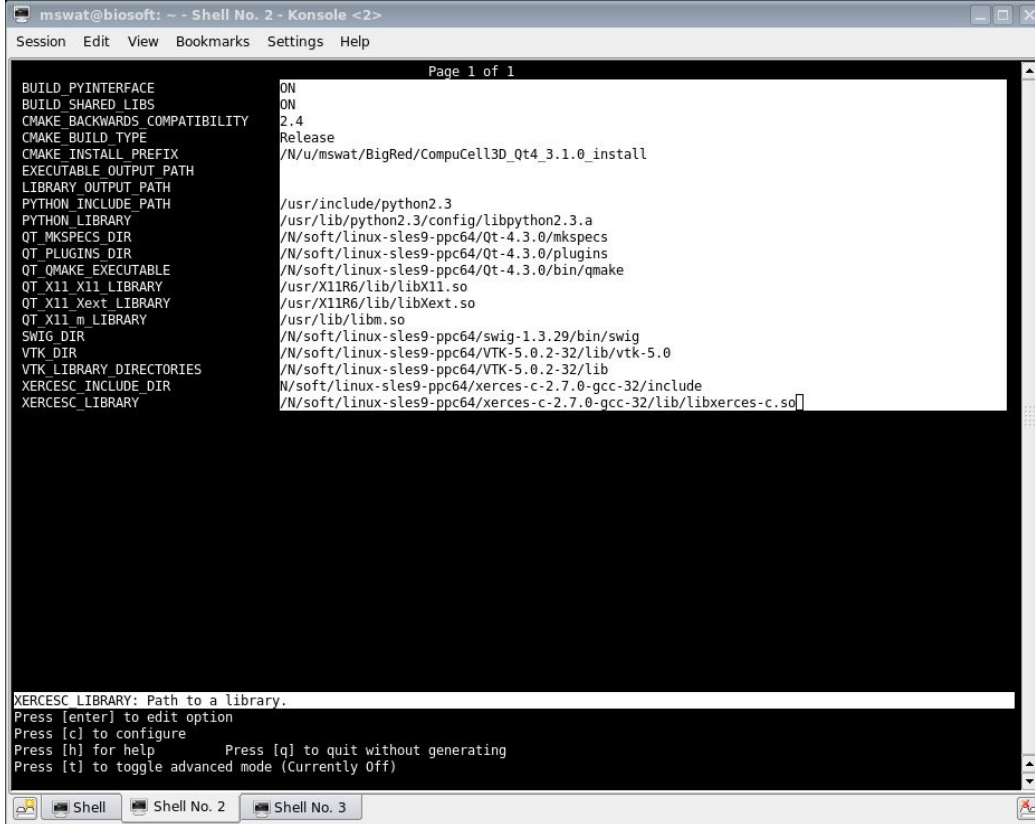 mswat@biosoft: ~ - Shell No. 2 - Konsole <2>
Session Edit View Bookmarks Settings Help
Page 1 of 1
BUILD_PYINTERFACE ON
BUILD_SHARED_LIBS ON
CMAKE_BACKWARDS_COMPATIBILITY 2.4
CMAKE_BUILD_TYPE Release
CMAKE_INSTALL_PREFIX /N/u/mswat/BigRed/CompuCell3D_Qt4_3.1.0_install
EXECUTABLE_OUTPUT_PATH
LIBRARY_OUTPUT_PATH
PYTHON_INCLUDE_PATH /usr/include/python2.3
PYTHON_LIBRARY /usr/lib/python2.3/config/libpython2.3.a
QT_MKSPECS_DIR /N/soft/linux-sles9-ppc64/Qt-4.3.0/mkspecs
QT_PLUGINS_DIR /N/soft/linux-sles9-ppc64/Qt-4.3.0/plugins
QT_QMAKE_EXECUTABLE /N/soft/linux-sles9-ppc64/Qt-4.3.0/bin/qmake
QT_X11_X11_LIBRARY /usr/X11R6/lib/libX11.so
QT_X11_Xext_LIBRARY /usr/X11R6/lib/libXext.so
QT_X11_m_LIBRARY /usr/lib/libm.so
SWIG_DIR /N/soft/linux-sles9-ppc64/swig-1.3.29/bin/swig
VTK_DIR /N/soft/linux-sles9-ppc64/VTK-5.0.2-32/lib/vtk-5.0
VTK_LIBRARY_DIRECTORIES /N/soft/linux-sles9-ppc64/VTK-5.0.2-32/lib
XERCESC_INCLUDE_DIR N/soft/linux-sles9-ppc64/xerces-c-2.7.0-gcc-32/include
XERCESC_LIBRARY /N/soft/linux-sles9-ppc64/xerces-c-2.7.0-gcc-32/lib/libxerces-c.so
XERCESC_LIBRARY: Path to a library.
Press [enter] to edit option
Press [c] to configure
Press [h] for help Press [q] to quit without generating
Press [t] to toggle advanced mode (Currently Off)
Shell Shell No. 2 Shell No. 3